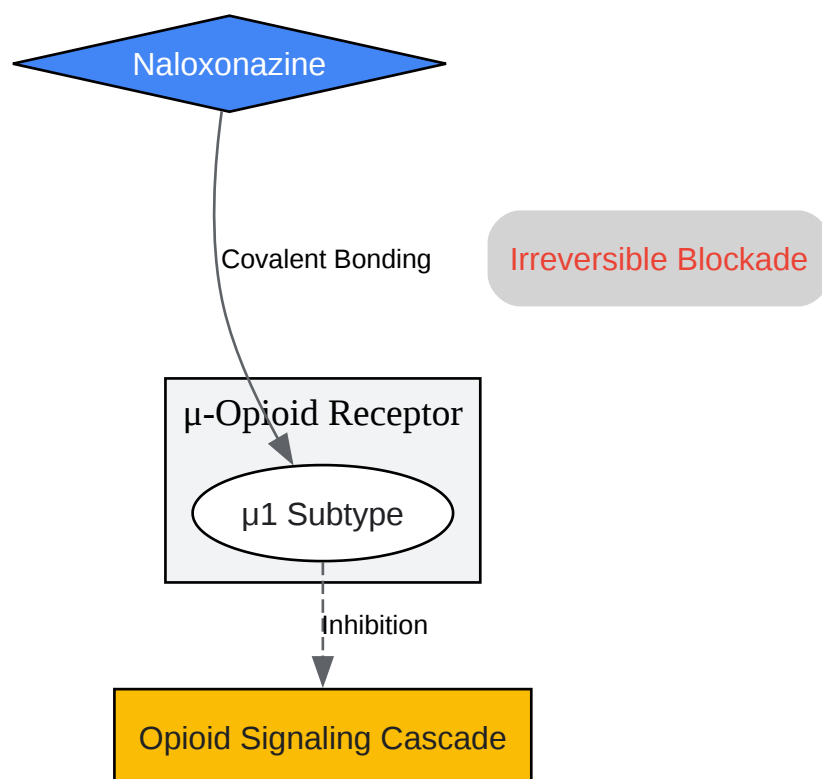 Naloxonazine
Covalent Bonding
Irreversible Blockade
μ-Opioid Receptor
μ1 Subtype
Inhibition
Opioid Signaling Cascade